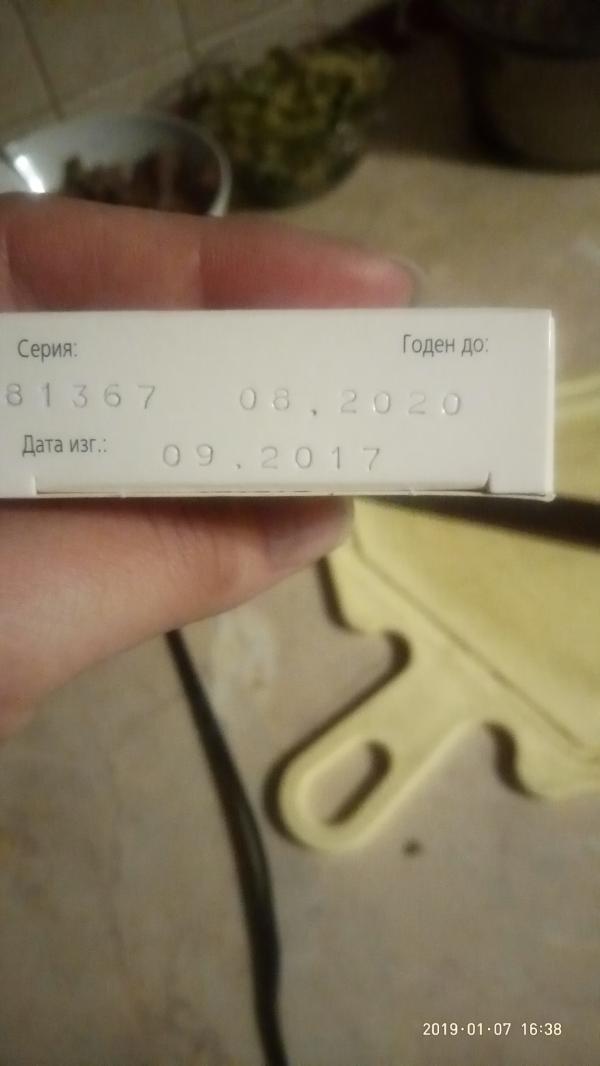 Серия:
Годен до:
81367
08.2020
Дата изг.:
09.2017
2019·01·07 16:38